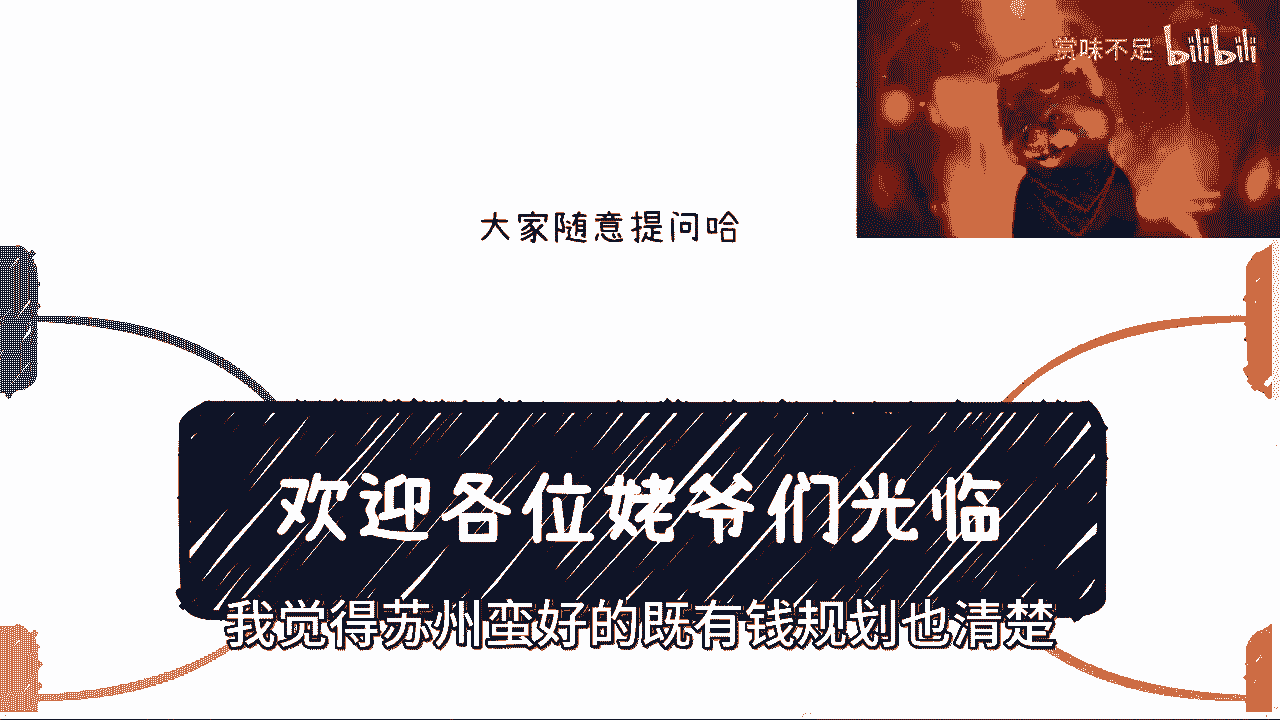 赏味不足 bilibili
大家随意提问哈
欢迎各位姥爷们光临
我觉得苏州蛮好的既有钱规划也清楚